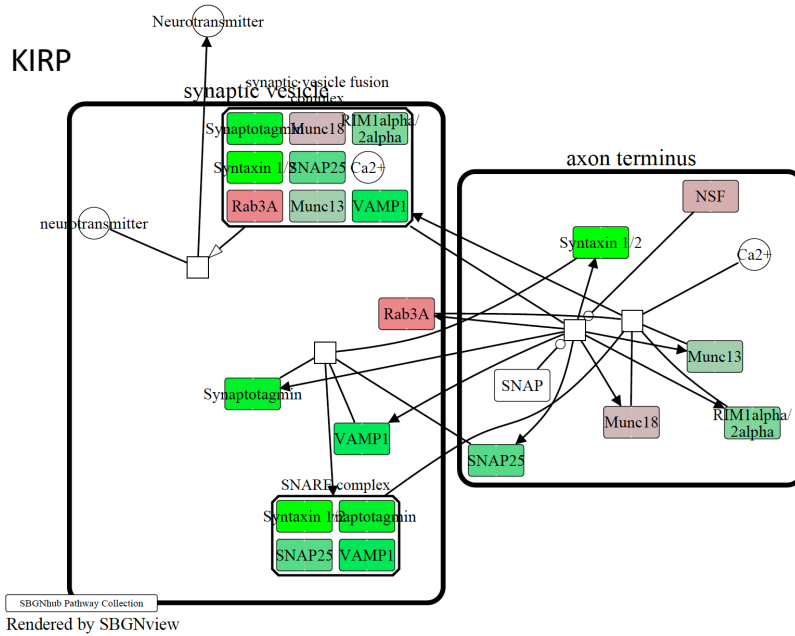 Neurotransmitter
KIRP
synaptic vesicle fusion
complex
synaptic vesicle
Synaptotagmin
Munc18
RIM1alpha/
2alpha
Syntaxin 1/2
SNAP25
Ca2+
Rab3A
Munc13
VAMP1
neurotransmitter
axon terminus
NSF
Syntaxin 1/2
Ca2+
Rab3A
Munc13
SNAP
Synaptotagmin
Munc18
RIM1alpha/
2alpha
VAMP1
SNAP25
SNARE complex
Syntaxin 1/2
Synaptotagmin
SNAP25
VAMP1
SBGNhub Pathway Collection
Rendered by SBGNview